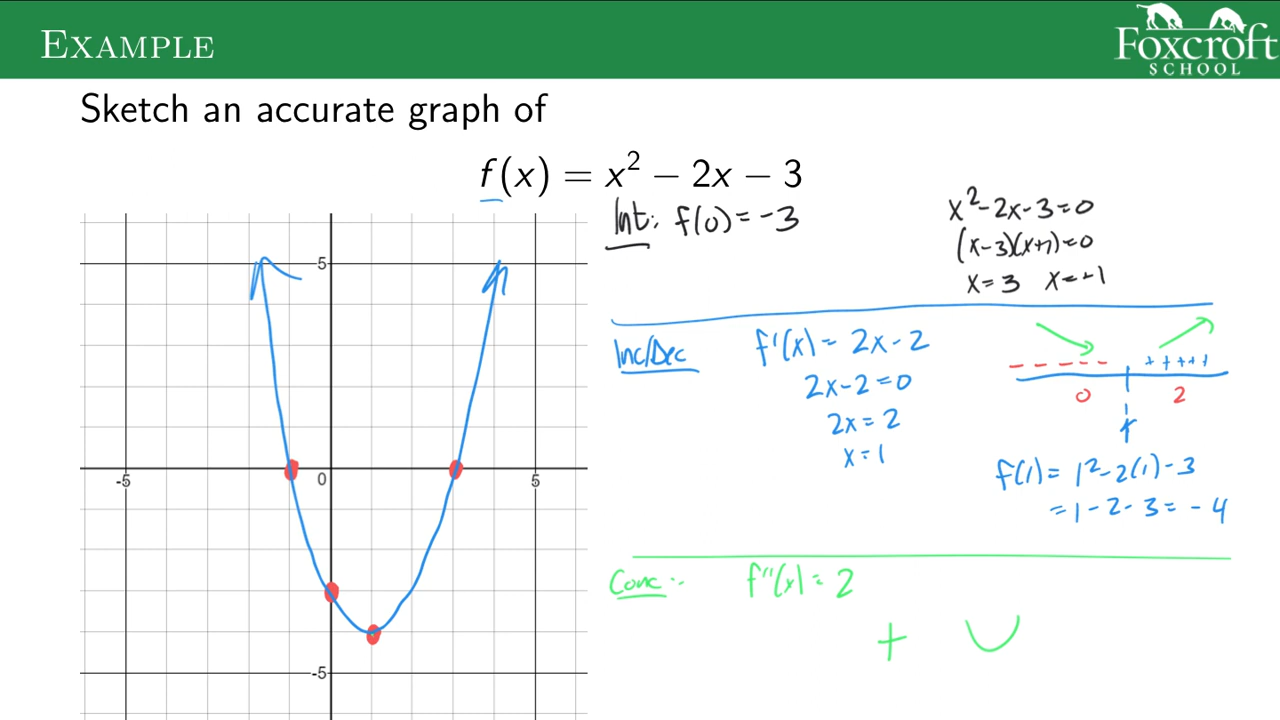 EXAMPLE
Foxcroft
SCHOOL
Sketch an accurate graph of
f(x) = x² − 2x − 3
Int: f(0) = -3
x²-2x-3=0
(x-3)(x+1)=0
x=3 x=-1
5
-5
0
5
-5
Inc/Dec
f'(x) = 2x-2
2x-2=0
2x=2
x=1
- - - - - + + + + +
0 2
1
f(1) = 1²-2(1)-3
=1-2-3=-4
Conc:
f''(x)=2
+